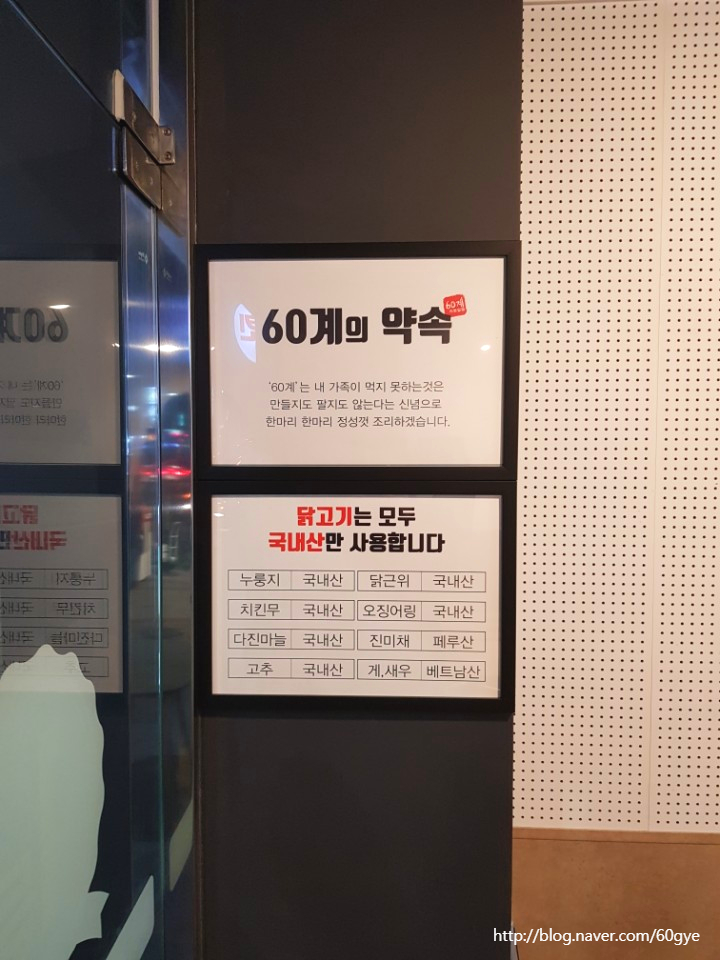 60계의 약속
60계
'60계'는 내 가족이 먹지 못하는것은
만들지도 팔지도 않는다는 신념으로
한마리 한마리 정성껏 조리하겠습니다.
닭고기는 모두
국내산만 사용합니다
누룽지 국내산 닭근위 국내산
치킨무 국내산 오징어링 국내산
다진마늘 국내산 진미채 페루산
고추 국내산 게,새우 베트남산
http://blog.naver.com/60gye